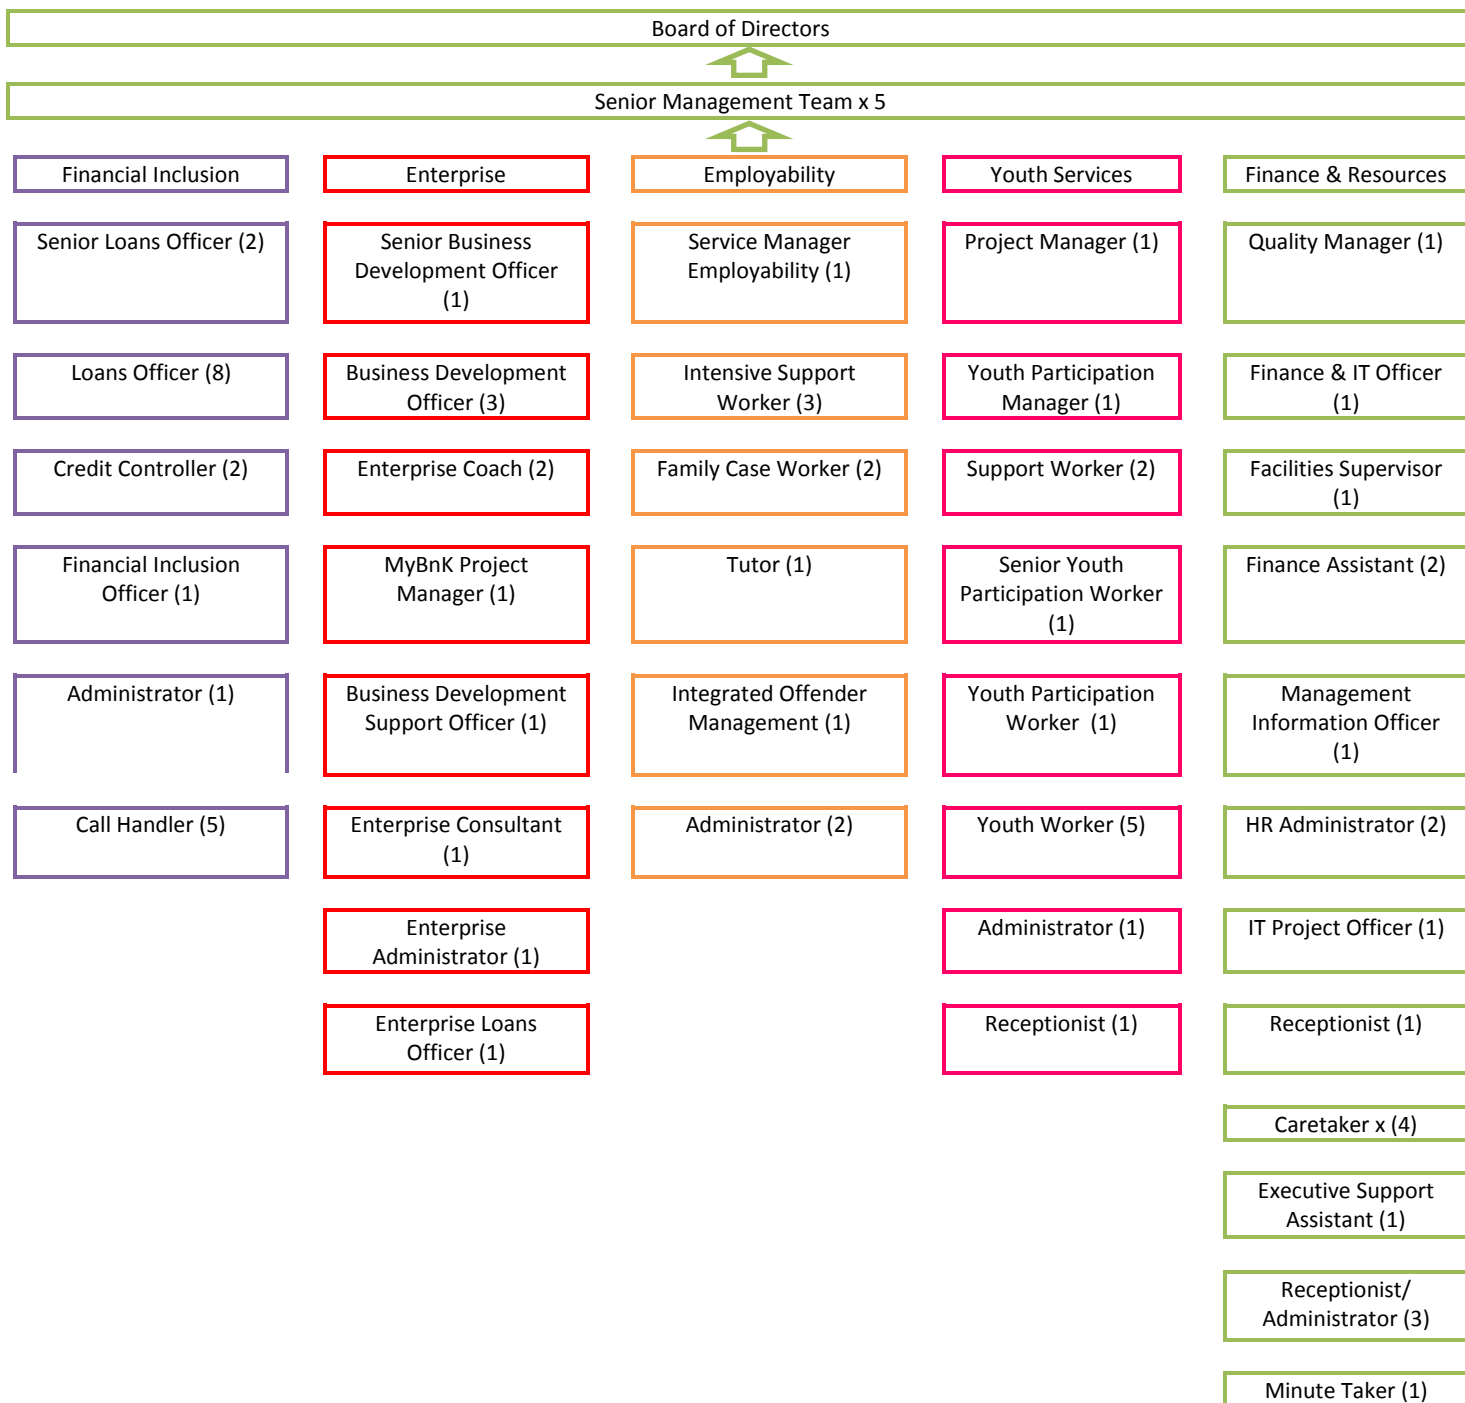 Board of Directors
Senior Management Team x 5
Financial Inclusion
Enterprise
Employability
Youth Services
Finance & Resources
Senior Loans Officer (2)
Senior Business
Development Officer
(1)
Service Manager
Employability (1)
Project Manager (1)
Quality Manager (1)
Loans Officer (8)
Business Development
Officer (3)
Intensive Support
Worker (3)
Youth Participation
Manager (1)
Finance & IT Officer
(1)
Credit Controller (2)
Enterprise Coach (2)
Family Case Worker (2)
Support Worker (2)
Facilities Supervisor
(1)
Financial Inclusion
Officer (1)
MyBnK Project
Manager (1)
Tutor (1)
Senior Youth
Participation Worker
(1)
Finance Assistant (2)
Administrator (1)
Business Development
Support Officer (1)
Integrated Offender
Management (1)
Youth Participation
Worker  (1)
Management
Information Officer
(1)
Call Handler (5)
Enterprise Consultant
(1)
Administrator (2)
Youth Worker (5)
HR Administrator (2)
Enterprise
Administrator (1)
Administrator (1)
IT Project Officer (1)
Enterprise Loans
Officer (1)
Receptionist (1)
Receptionist (1)
Caretaker x (4)
Executive Support
Assistant (1)
Receptionist/
Administrator (3)
Minute Taker (1)